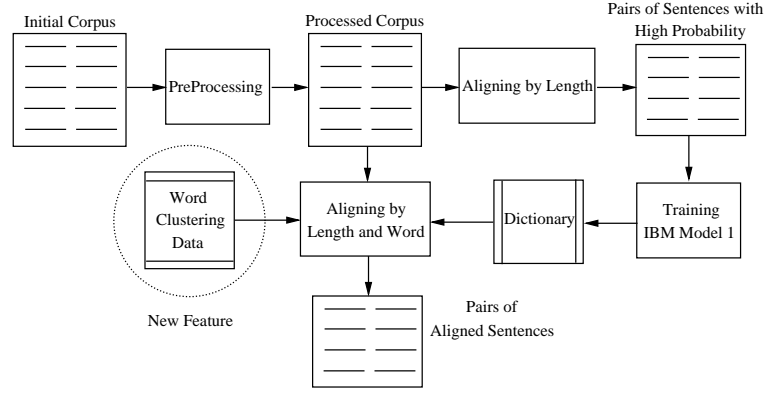 Initial Corpus
Processed Corpus
Pairs of Sentences with
High Probability
PreProcessing
Aligning by Length
Word
Clustering
Data
Aligning by
Length and Word
Dictionary
Training
IBM Model 1
New Feature
Pairs of
Aligned Sentences